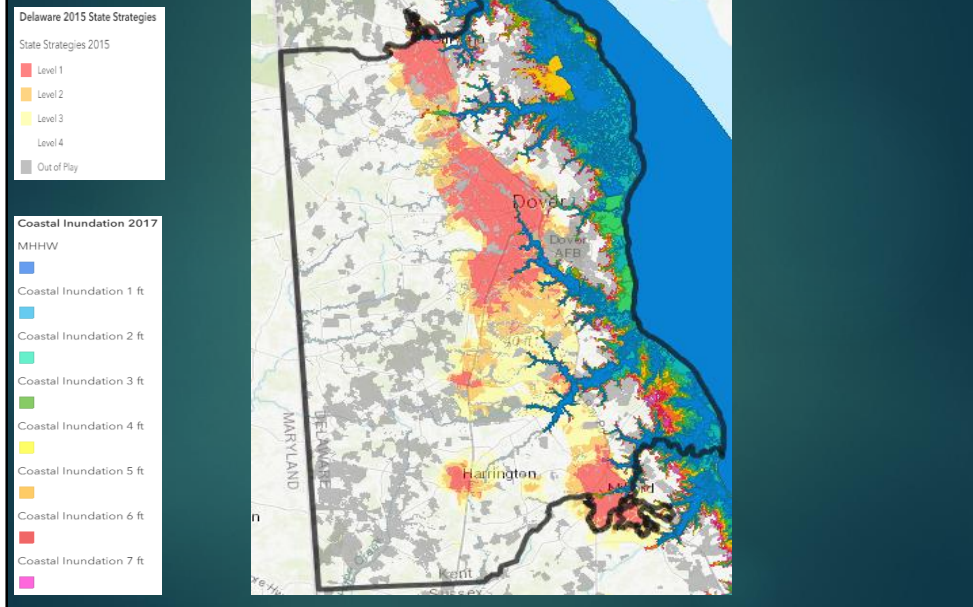 Delaware 2015 State Strategies
State Strategies 2015
Level 1
Level 2
Level 3
Level 4
Out of Play
Coastal Inundation 2017
MHHW
Coastal Inundation 1 ft
Coastal Inundation 2 ft
Coastal Inundation 3 ft
Coastal Inundation 4 ft
Coastal Inundation 5 ft
Coastal Inundation 6 ft
Coastal Inundation 7 ft
Dover
Dover
AFB
MARYLAND
DELAWARE
Harrington
n
Kent
Sussex